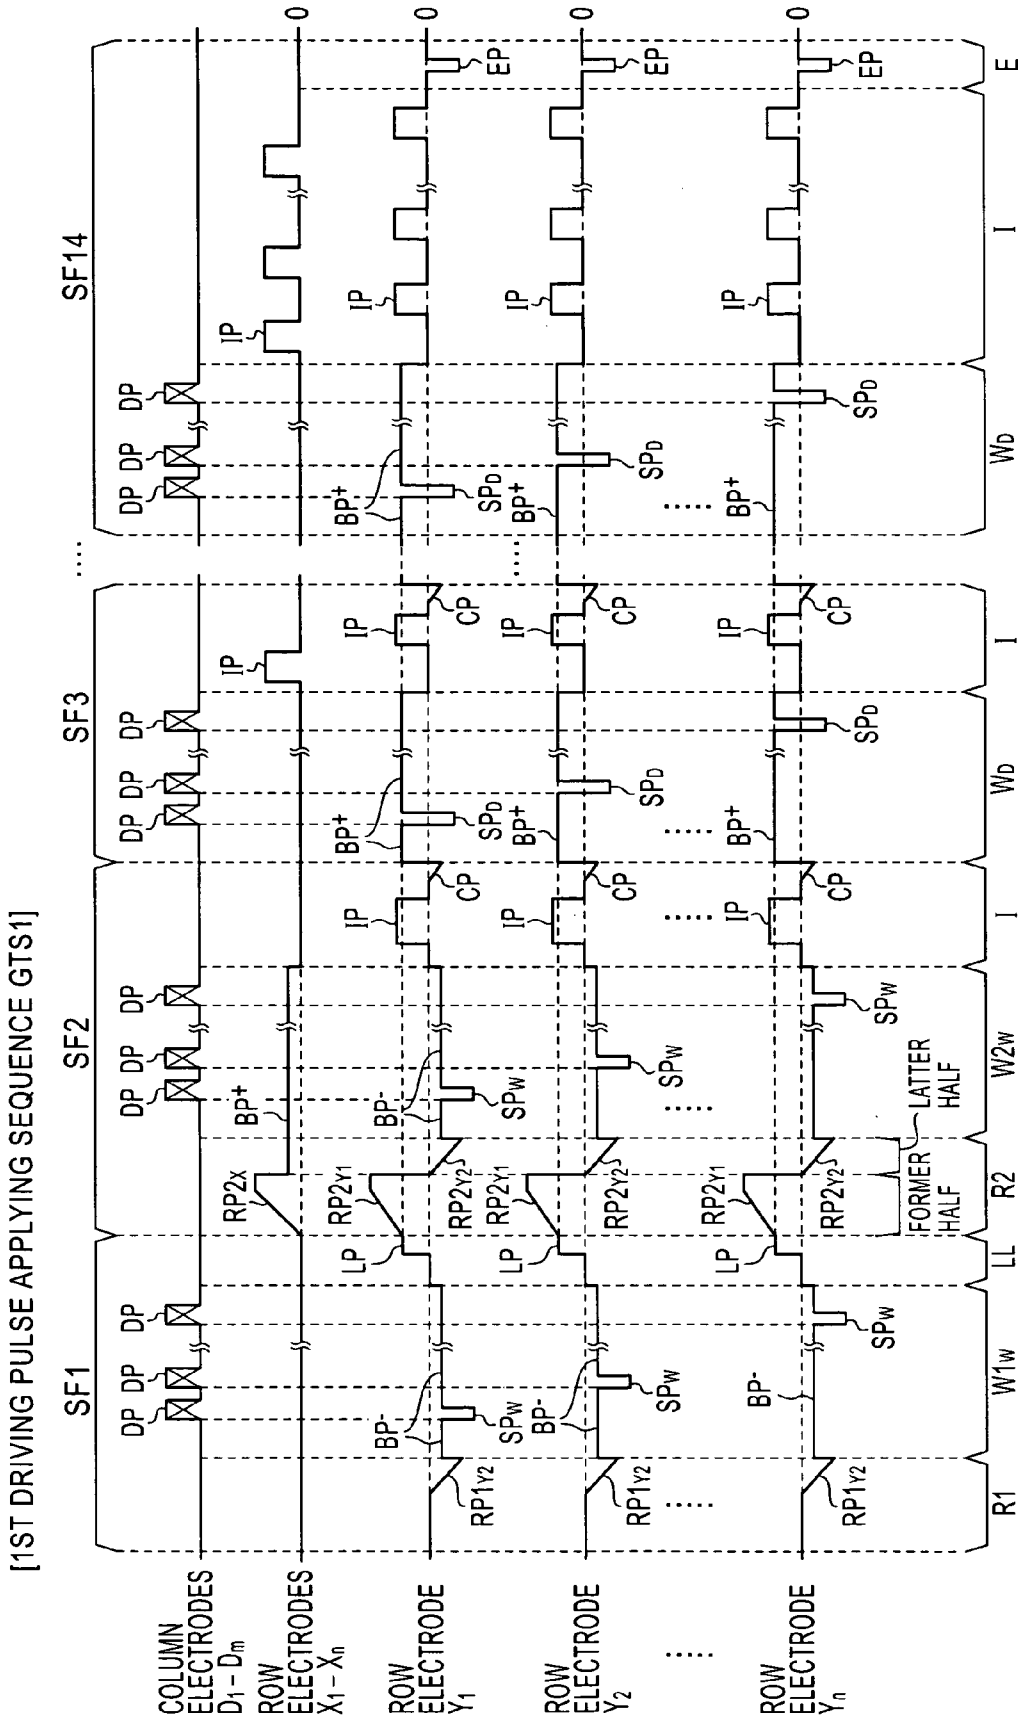 [1ST DRIVING PULSE APPLYING SEQUENCE GTS1]
SF1 SF2 SF3 ..... SF14
COLUMN
ELECTRODES
D1 - Dm
DP DP DP DP DP DP DP DP DP DP DP DP
ROW
ELECTRODES
X1 - Xn
RP2X BP+ IP IP 0
ROW
ELECTRODE
Y1
RP1Y2 BP- SPW LP RP2Y1 RP2Y2 BP- SPW IP CP BP+ SPD IP CP BP+ SPD IP EP 0
ROW
ELECTRODE
Y2
RP1Y2 BP- SPW LP RP2Y1 RP2Y2 SPW IP CP BP+ SPD IP CP ..... BP+ SPD IP EP 0
..... ..... ..... ..... ..... .....
ROW
ELECTRODE
Yn
RP1Y2 BP- SPW LP RP2Y1 RP2Y2 SPW IP CP BP+ SPD IP CP BP+ SPD IP EP 0
FORMER
HALF
LATTER
HALF
R1 W1W LL R2 W2W I WD I WD I E